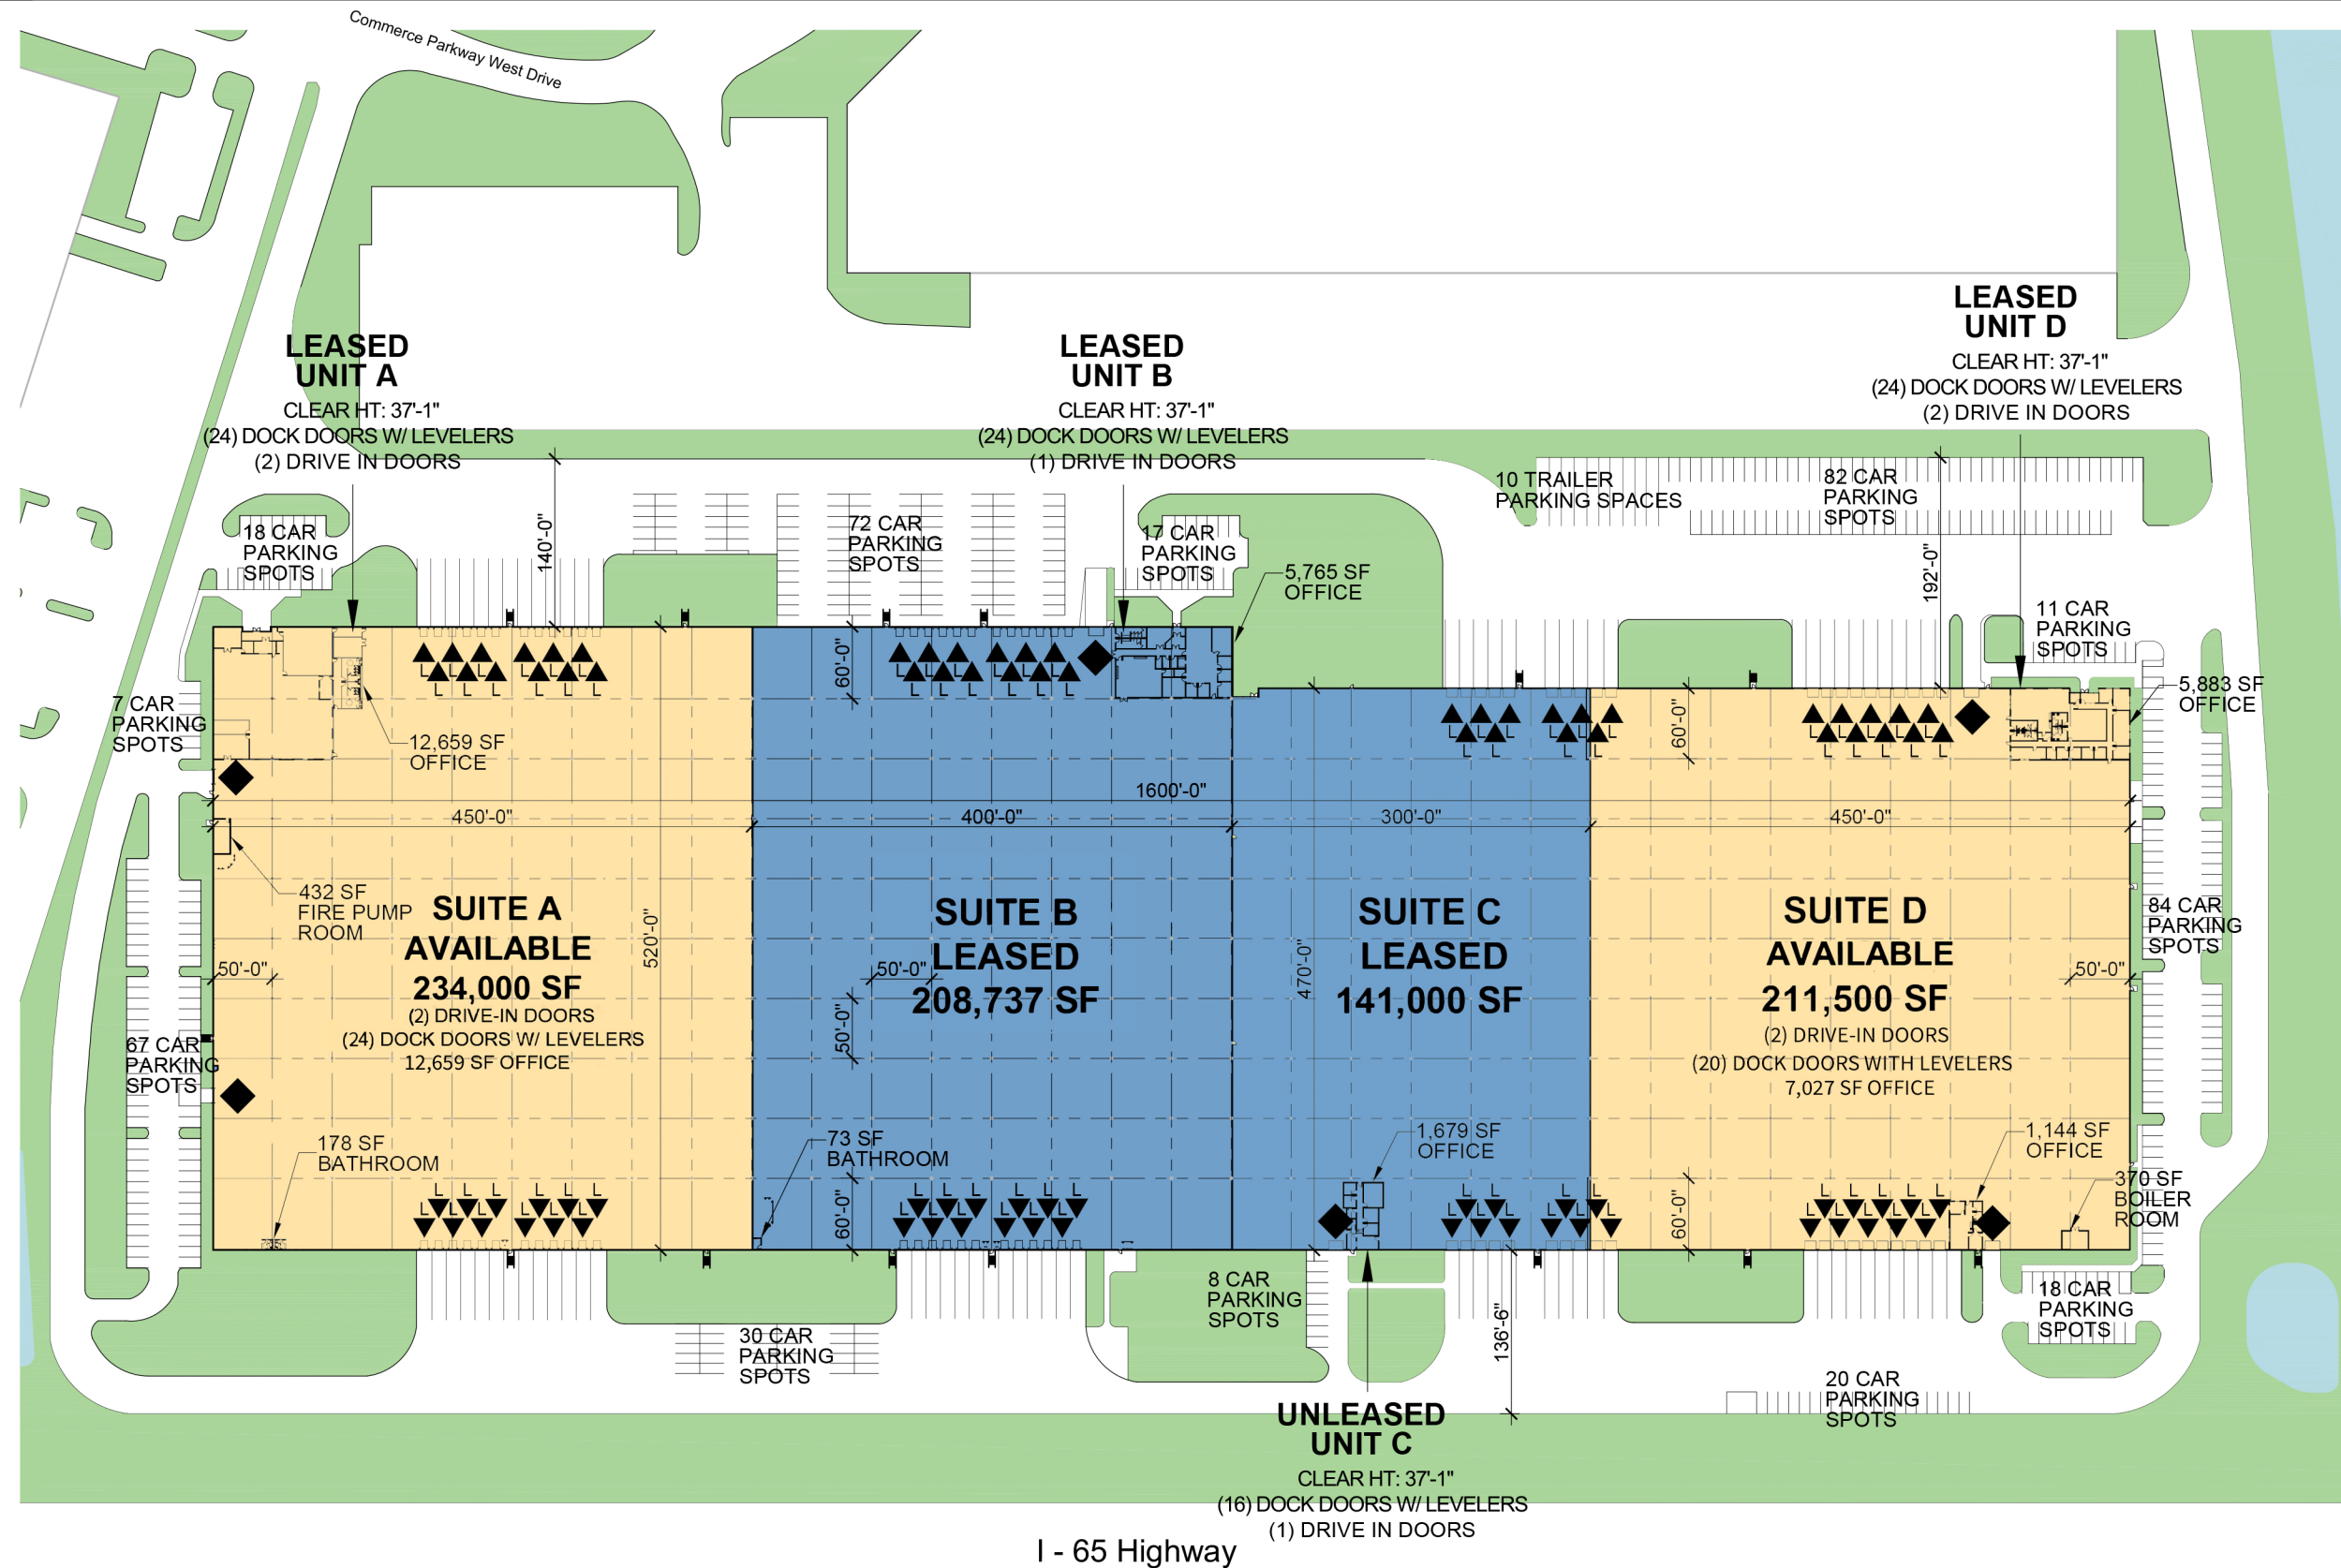 Commerce Parkway West Drive
LEASED
UNIT A
CLEAR HT: 37'-1"
(24) DOCK DOORS W/ LEVELERS
(2) DRIVE IN DOORS
LEASED
UNIT B
CLEAR HT: 37'-1"
(24) DOCK DOORS W/ LEVELERS
(1) DRIVE IN DOORS
LEASED
UNIT D
CLEAR HT: 37'-1"
(24) DOCK DOORS W/ LEVELERS
(2) DRIVE IN DOORS
18 CAR
PARKING
SPOTS
140'-0"
72 CAR
PARKING
SPOTS
17 CAR
PARKING
SPOTS
5,765 SF
OFFICE
10 TRAILER
PARKING SPACES
82 CAR
PARKING
SPOTS
192'-0"
11 CAR
PARKING
SPOTS
5,883 SF
OFFICE
7 CAR
PARKING
SPOTS
12,659 SF
OFFICE
60'-0"
60'-0"
L L L L L L
L L L L L L
L L L L L L
L L L L L L
L L L L
L L L L
L L L L L
L L L L L
1600'-0"
450'-0"
400'-0"
300'-0"
450'-0"
432 SF
FIRE PUMP
ROOM
SUITE A
AVAILABLE
234,000 SF
(2) DRIVE-IN DOORS
(24) DOCK DOORS W/ LEVELERS
12,659 SF OFFICE
520'-0"
50'-0"
SUITE B
LEASED
208,737 SF
50'-0"
50'-0"
SUITE C
LEASED
141,000 SF
470'-0"
SUITE D
AVAILABLE
211,500 SF
(2) DRIVE-IN DOORS
(20) DOCK DOORS WITH LEVELERS
7,027 SF OFFICE
50'-0"
84 CAR
PARKING
SPOTS
67 CAR
PARKING
SPOTS
178 SF
BATHROOM
73 SF
BATHROOM
1,679 SF
OFFICE
1,144 SF
OFFICE
370 SF
BOILER
ROOM
60'-0"
60'-0"
L L L L L L
L L L L L L
L L L L L L
L L L L L L
L L L L
L L L L
L L L L L
L L L L L
30 CAR
PARKING
SPOTS
8 CAR
PARKING
SPOTS
136'-6"
18 CAR
PARKING
SPOTS
20 CAR
PARKING
SPOTS
UNLEASED
UNIT C
CLEAR HT: 37'-1"
(16) DOCK DOORS W/ LEVELERS
(1) DRIVE IN DOORS
I - 65 Highway